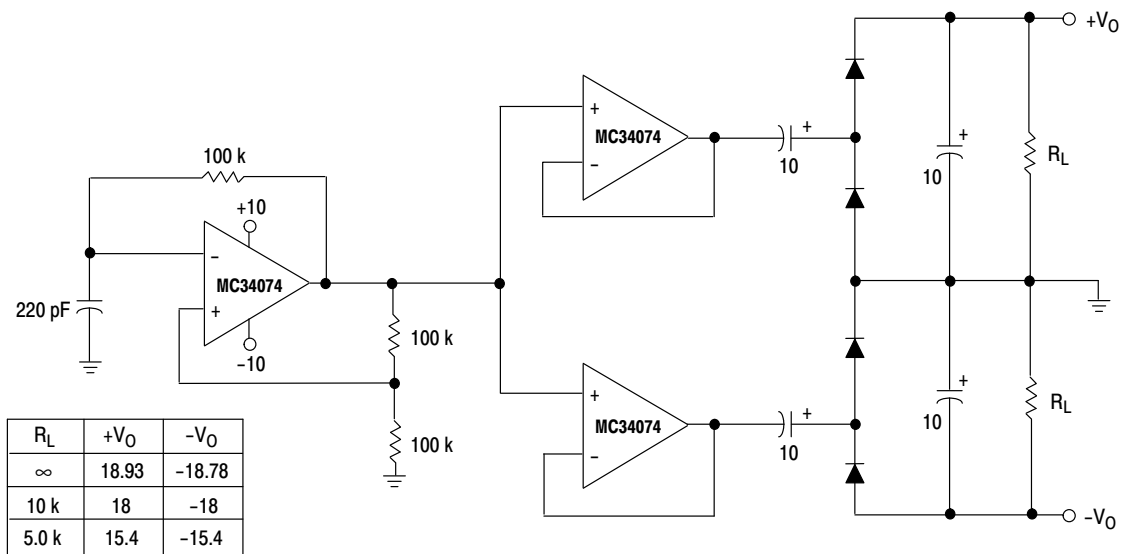 +VO
+
MC34074
−
+
10
+
10
RL
100 k
+10
−
MC34074
+
−10
220 pF
100 k
100 k
+
MC34074
−
+
10
+
10
RL
−VO
RL +VO −VO
∞ 18.93 −18.78
10 k 18 −18
5.0 k 15.4 −15.4